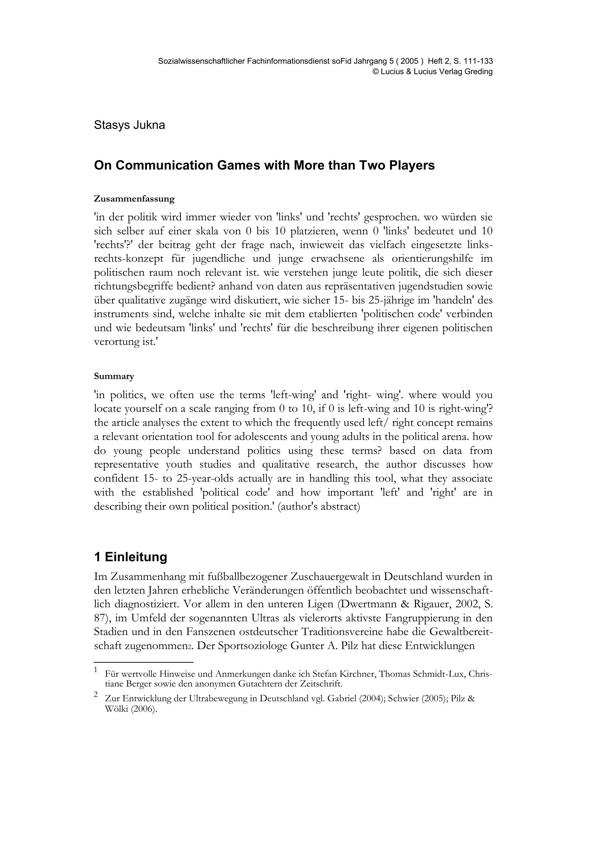 Sozialwissenschaftlicher Fachinformationsdienst soFid Jahrgang 5 ( 2005 ) Heft 2, S. 111-133
© Lucius & Lucius Verlag Greding
Stasys Jukna
On Communication Games with More than Two Players
Zusammenfassung
'in der politik wird immer wieder von 'links' und 'rechts' gesprochen. wo würden sie
sich selber auf einer skala von 0 bis 10 platzieren, wenn 0 'links' bedeutet und 10
'rechts'?' der beitrag geht der frage nach, inwieweit das vielfach eingesetzte links-
rechts-konzept für jugendliche und junge erwachsene als orientierungshilfe im
politischen raum noch relevant ist. wie verstehen junge leute politik, die sich dieser
richtungsbegriffe bedient? anhand von daten aus repräsentativen jugendstudien sowie
über qualitative zugänge wird diskutiert, wie sicher 15- bis 25-jährige im 'handeln' des
instruments sind, welche inhalte sie mit dem etablierten 'politischen code' verbinden
und wie bedeutsam 'links' und 'rechts' für die beschreibung ihrer eigenen politischen
verortung ist.'
Summary
'in politics, we often use the terms 'left-wing' and 'right- wing'. where would you
locate yourself on a scale ranging from 0 to 10, if 0 is left-wing and 10 is right-wing'?
the article analyses the extent to which the frequently used left/ right concept remains
a relevant orientation tool for adolescents and young adults in the political arena. how
do young people understand politics using these terms? based on data from
representative youth studies and qualitative research, the author discusses how
confident 15- to 25-year-olds actually are in handling this tool, what they associate
with the established 'political code' and how important 'left' and 'right' are in
describing their own political position.' (author's abstract)
1 Einleitung
Im Zusammenhang mit fußballbezogener Zuschauergewalt in Deutschland wurden in
den letzten Jahren erhebliche Veränderungen öffentlich beobachtet und wissenschaft-
lich diagnostiziert. Vor allem in den unteren Ligen (Dwertmann & Rigauer, 2002, S.
87), im Umfeld der sogenannten Ultras als vielerorts aktivste Fangruppierung in den
Stadien und in den Fanszenen ostdeutscher Traditionsvereine habe die Gewaltbereit-
schaft zugenommen2. Der Sportsoziologe Gunter A. Pilz hat diese Entwicklungen
1 Für wertvolle Hinweise und Anmerkungen danke ich Stefan Kirchner, Thomas Schmidt-Lux, Chris-
tiane Berger sowie den anonymen Gutachtern der Zeitschrift.
2 Zur Entwicklung der Ultrabewegung in Deutschland vgl. Gabriel (2004); Schwier (2005); Pilz &
Wölki (2006).